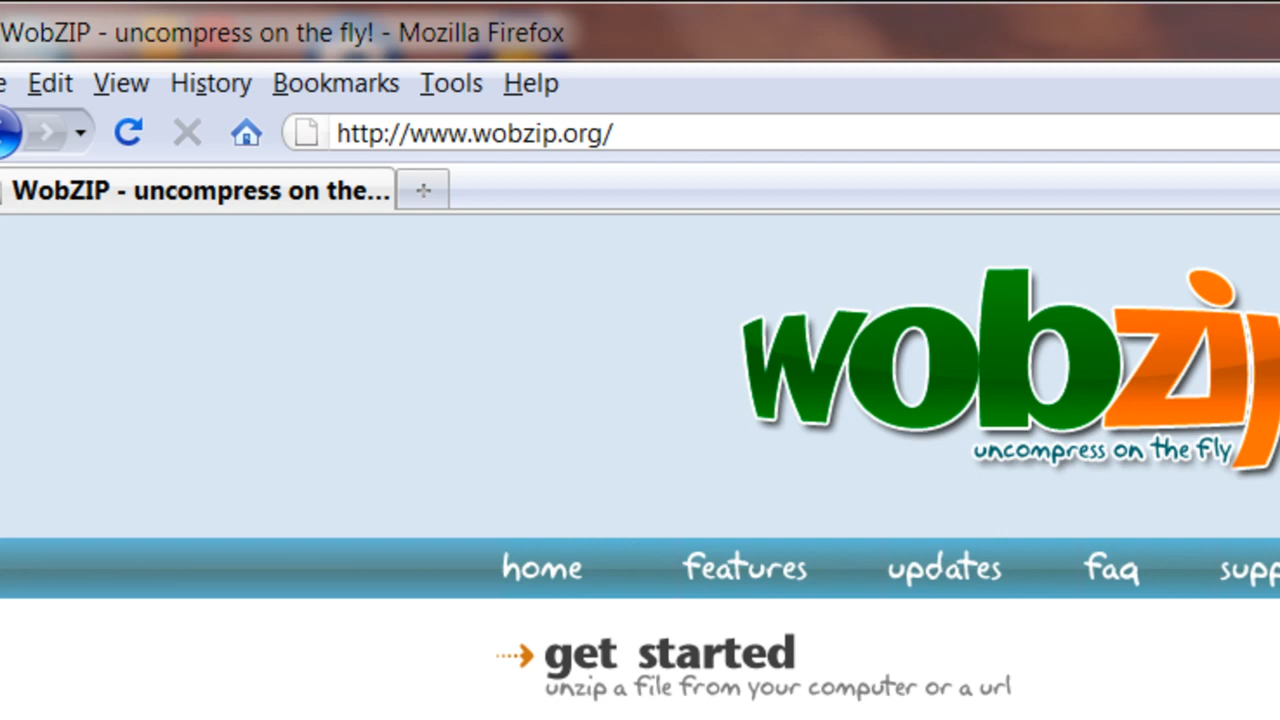 WobZIP - uncompress on the fly! - Mozilla Firefox
Edit View History Bookmarks Tools Help
http://www.wobzip.org/
WobZIP - uncompress on the...
wobzip
uncompress on the fly
home features updates faq
get started
unzip a file from your computer or a url